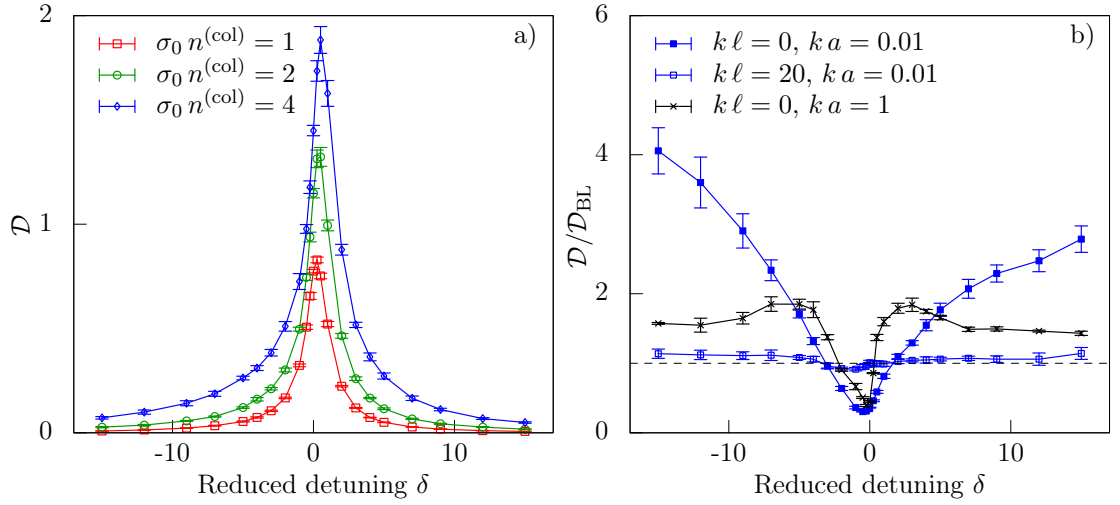 2
1
0
𝒟
σ₀ n⁽ᶜᵒˡ⁾ = 1
σ₀ n⁽ᶜᵒˡ⁾ = 2
σ₀ n⁽ᶜᵒˡ⁾ = 4
a)
-10 0 10
Reduced detuning δ
6
4
2
0
𝒟/𝒟_BL
k ℓ = 0, k a = 0.01
k ℓ = 20, k a = 0.01
k ℓ = 0, k a = 1
b)
-10 0 10
Reduced detuning δ